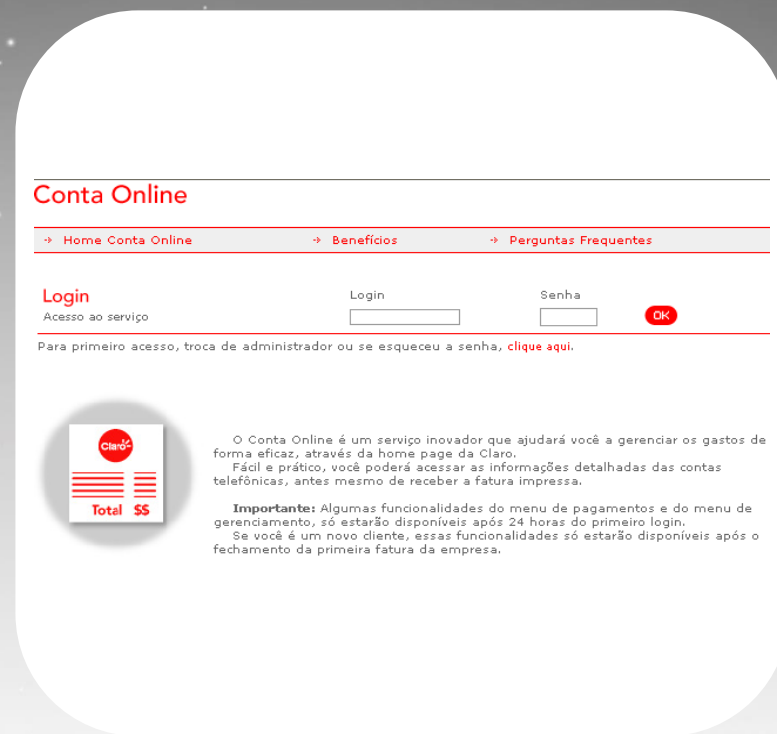 Conta Online
Home Conta Online Benefícios Perguntas Frequentes
Login Login Senha
Acesso ao serviço OK
Para primeiro acesso, troca de administrador ou se esqueceu a senha, clique aqui.
Claro
Total $$
O Conta Online é um serviço inovador que ajudará você a gerenciar os gastos de
forma eficaz, através da home page da Claro.
Fácil e prático, você poderá acessar as informações detalhadas das contas
telefônicas, antes mesmo de receber a fatura impressa.
Importante: Algumas funcionalidades do menu de pagamentos e do menu de
gerenciamento, só estarão disponíveis após 24 horas do primeiro login.
Se você é um novo cliente, essas funcionalidades só estarão disponíveis após o
fechamento da primeira fatura da empresa.